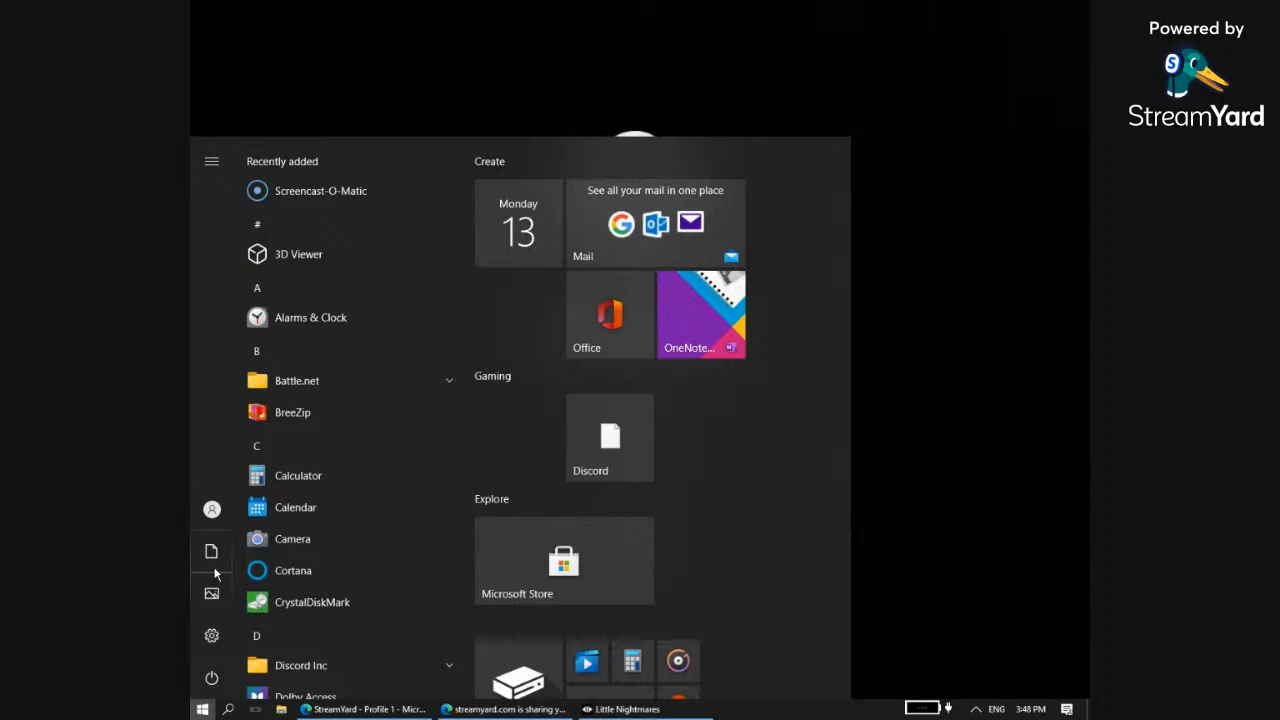 Powered by
StreamYard
Recently added
Screencast-O-Matic
#
3D Viewer
A
Alarms & Clock
B
Battle.net
BreeZip
C
Calculator
Calendar
Camera
Cortana
CrystalDiskMark
D
Discord Inc
Dolby Access
Create
Monday
13
See all your mail in one place
Mail
Office
OneNote...
Gaming
Discord
Explore
Microsoft Store
StreamYard - Profile 1 - Micr...
streamyard.com is sharing y...
Little Nightmares
ENG
3:48 PM